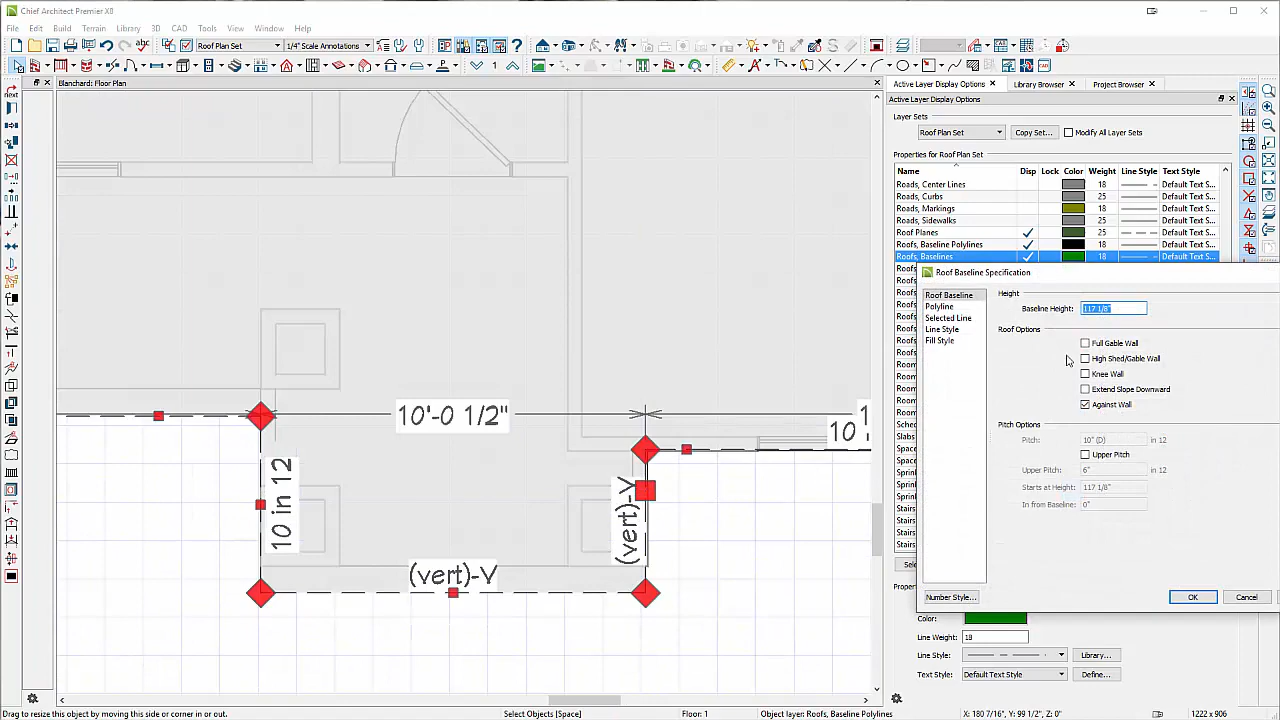 Chief Architect Premier X8
File Edit Build Terrain Library 3D CAD Tools View Window Help
Roof Plan Set 1/4" Scale Annotations
1
Blanchard: Floor Plan
Active Layer Display Options Library Browser Project Browser
Active Layer Display Options
Layer Sets
Roof Plan Set Copy Set... Modify All Layer Sets
Properties for Roof Plan Set
Name Disp Lock Color Weight Line Style Text Style
Roads, Center Lines 18 Default Text S...
Roads, Curbs 25 Default Text S...
Roads, Markings 18 Default Text S...
Roads, Sidewalks 25 Default Text S...
Roof Planes 25 Default Text S...
Roofs, Baseline Polylines 18 Default Text S...
Roofs, Baselines 18 Default Text S...
Roof Baseline Specification
Roof Baseline
Polyline
Selected Line
Line Style
Fill Style
Height
Baseline Height: 117 1/8"
Roof Options
Full Gable Wall
High Shed/Gable Wall
Knee Wall
Extend Slope Downward
Against Wall
Pitch Options
Pitch: 10" (D) in 12
Upper Pitch
Upper Pitch: 6" in 12
Starts at Height: 117 1/8"
In from Baseline: 0"
Number Style... OK Cancel
10'-0 1/2"
10
10 in 12
(vert)-V
(vert)-V
Color:
Line Weight: 18
Line Style: Library...
Text Style: Default Text Style Define...
Drag to resize this object by moving this side or corner in or out. Select Objects [Space] Floor: 1 Object layer: Roofs, Baseline Polylines X: 180 7/16", Y: 99 1/2", Z: 0" 1222 x 906